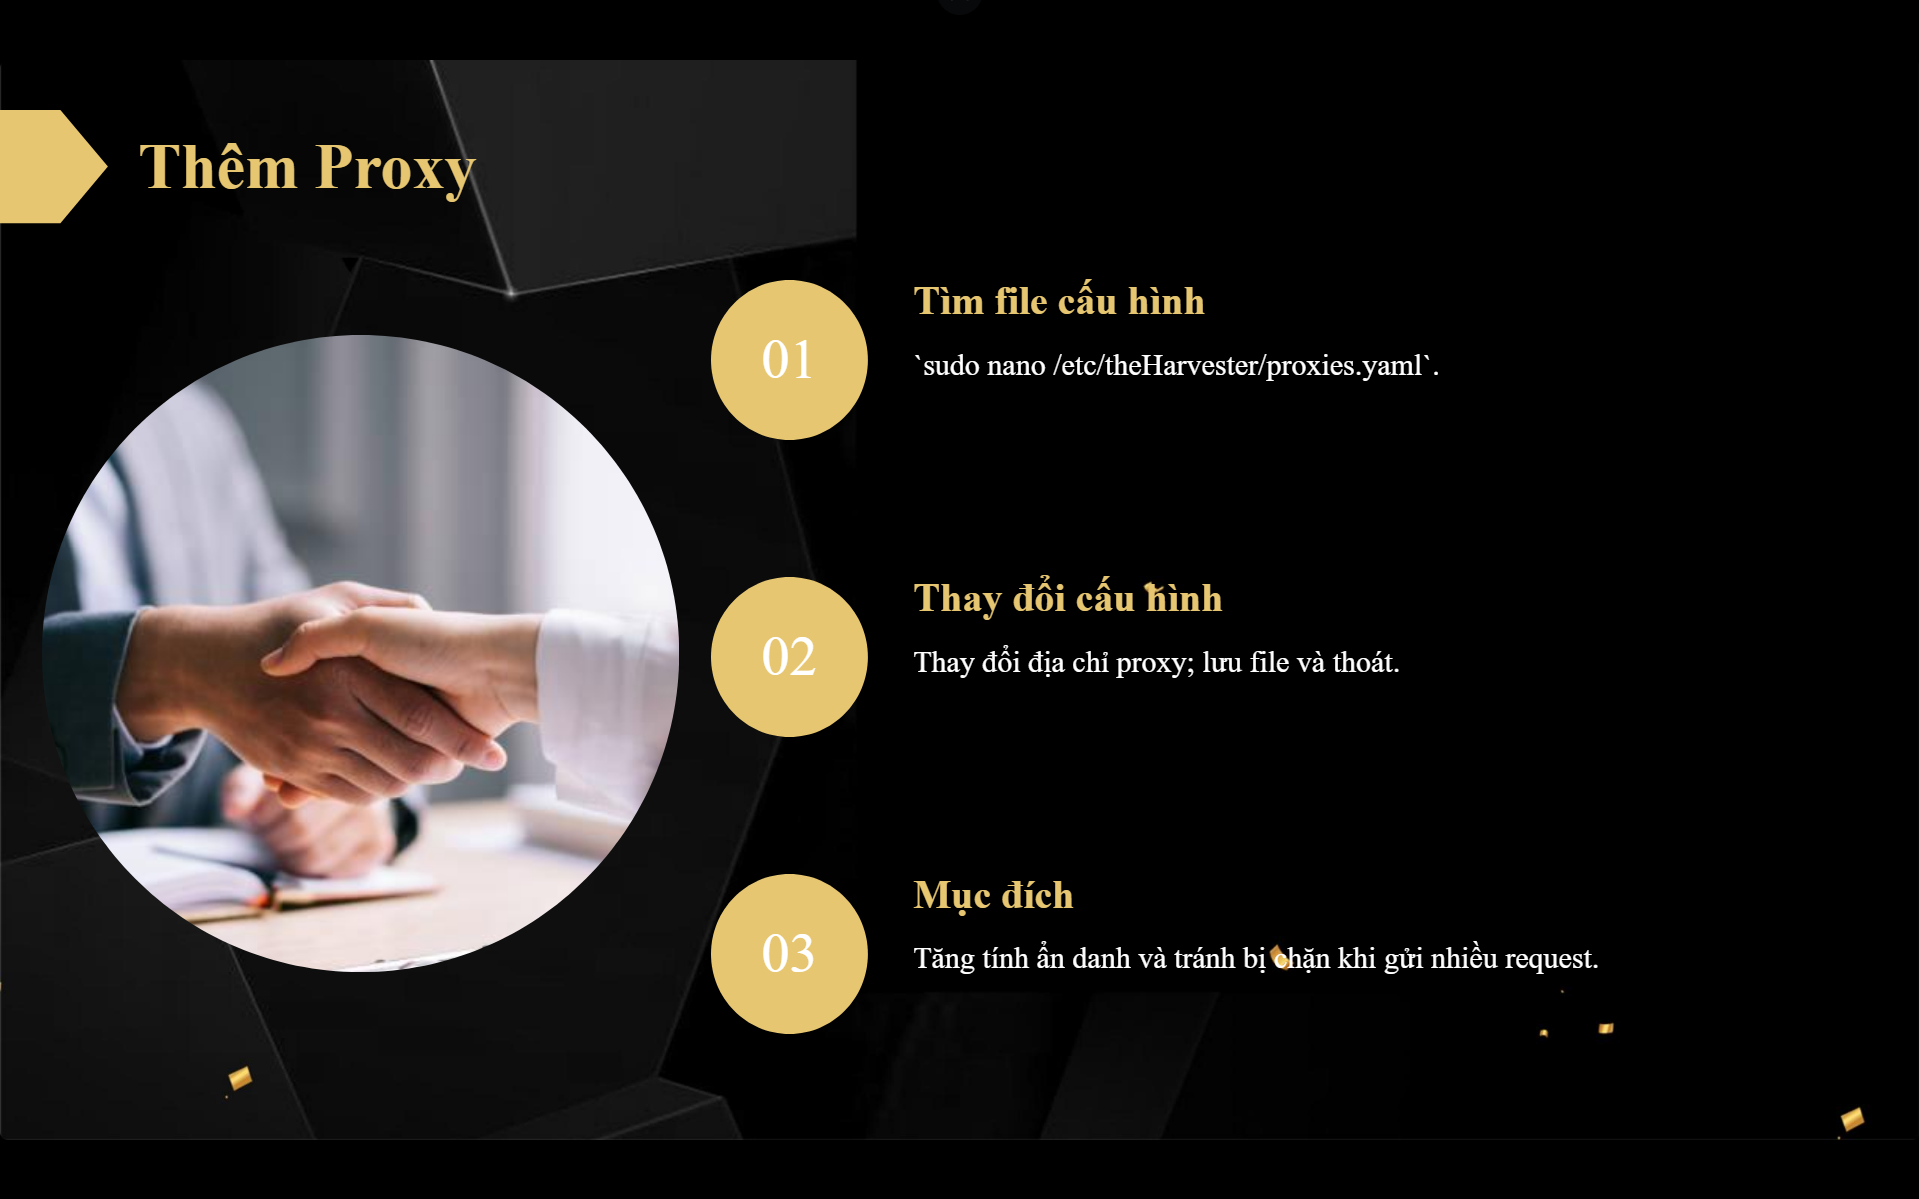 Thêm Proxy
01
Tìm file cấu hình
`sudo nano /etc/theHarvester/proxies.yaml`.
02
Thay đổi cấu hình
Thay đổi địa chỉ proxy; lưu file và thoát.
03
Mục đích
Tăng tính ẩn danh và tránh bị chặn khi gửi nhiều request.